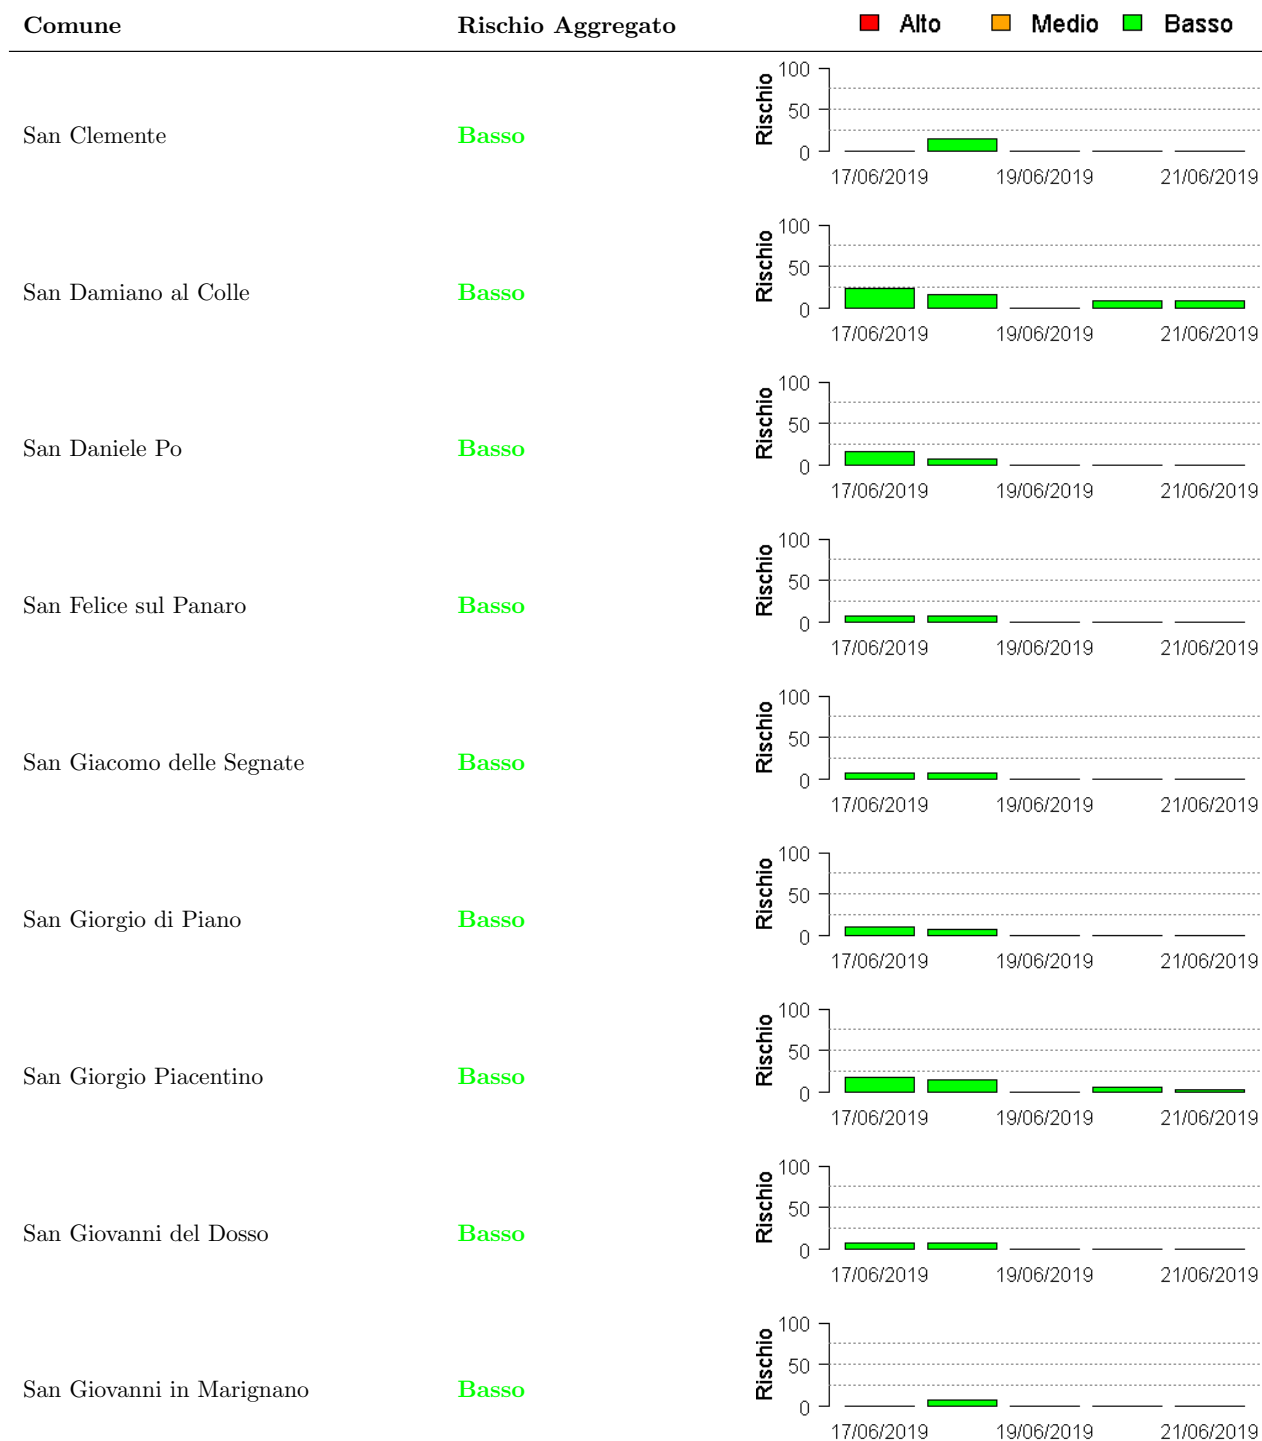 Comune Rischio Aggregato Alto Medio Basso
San Clemente Basso Rischio 100 50 0
17/06/2019 19/06/2019 21/06/2019
San Damiano al Colle Basso Rischio 100 50 0
17/06/2019 19/06/2019 21/06/2019
San Daniele Po Basso Rischio 100 50 0
17/06/2019 19/06/2019 21/06/2019
San Felice sul Panaro Basso Rischio 100 50 0
17/06/2019 19/06/2019 21/06/2019
San Giacomo delle Segnate Basso Rischio 100 50 0
17/06/2019 19/06/2019 21/06/2019
San Giorgio di Piano Basso Rischio 100 50 0
17/06/2019 19/06/2019 21/06/2019
San Giorgio Piacentino Basso Rischio 100 50 0
17/06/2019 19/06/2019 21/06/2019
San Giovanni del Dosso Basso Rischio 100 50 0
17/06/2019 19/06/2019 21/06/2019
San Giovanni in Marignano Basso Rischio 100 50 0
17/06/2019 19/06/2019 21/06/2019